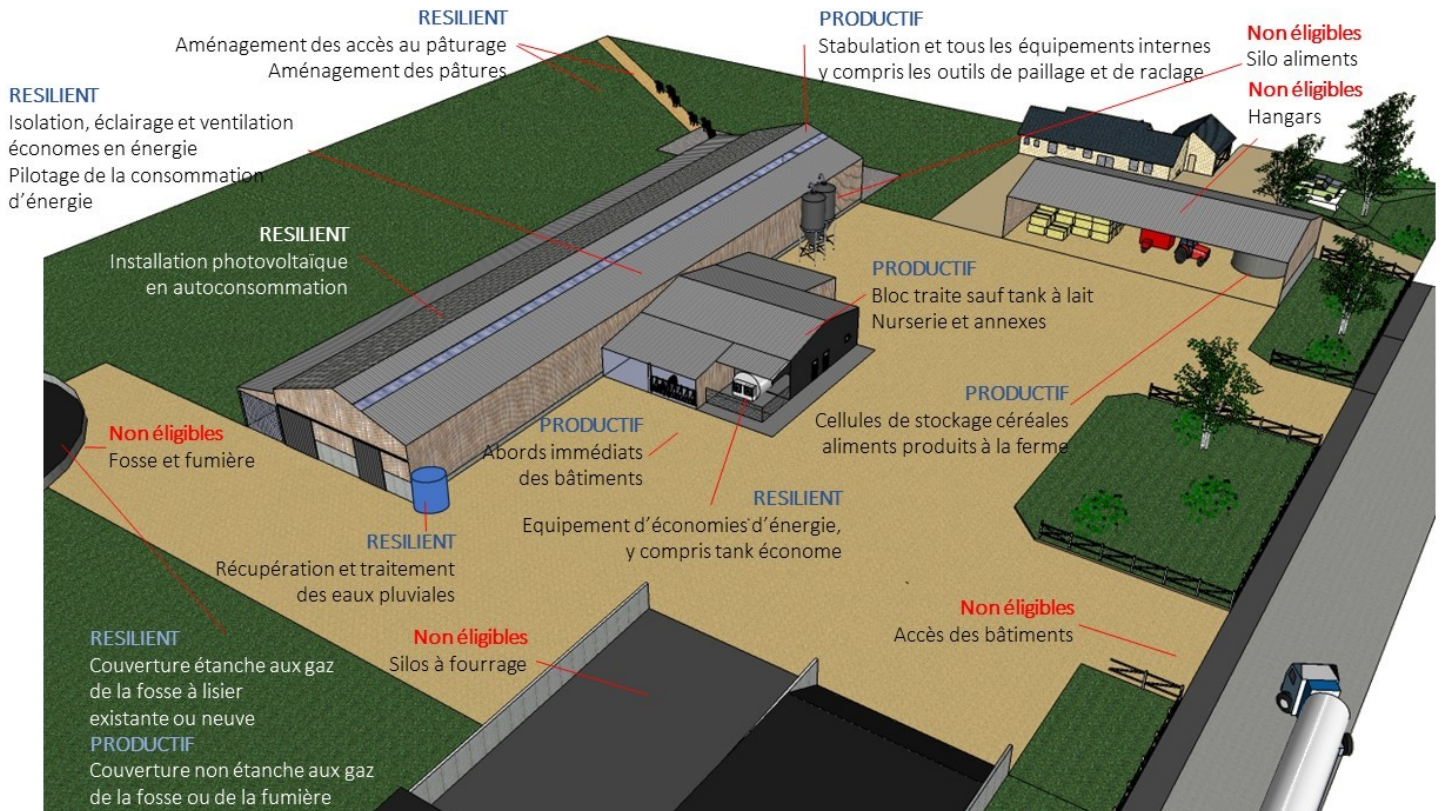 RESILIENT
Aménagement des accès au pâturage
Aménagement des pâtures
PRODUCTIF
Stabulation et tous les équipements internes
y compris les outils de paillage et de raclage
Non éligibles
Silo aliments
Non éligibles
Hangars
RESILIENT
Isolation, éclairage et ventilation
économes en énergie
Pilotage de la consommation
d’énergie
RESILIENT
Installation photovoltaïque
en autoconsommation
PRODUCTIF
Bloc traite sauf tank à lait
Nurserie et annexes
PRODUCTIF
Cellules de stockage céréales
aliments produits à la ferme
Non éligibles
Fosse et fumière
PRODUCTIF
Abords immédiats
des bâtiments
RESILIENT
Equipement d’économies d’énergie,
y compris tank économe
RESILIENT
Récupération et traitement
des eaux pluviales
Non éligibles
Accès des bâtiments
Non éligibles
Silos à fourrage
RESILIENT
Couverture étanche aux gaz
de la fosse à lisier
existante ou neuve
PRODUCTIF
Couverture non étanche aux gaz
de la fosse ou de la fumière